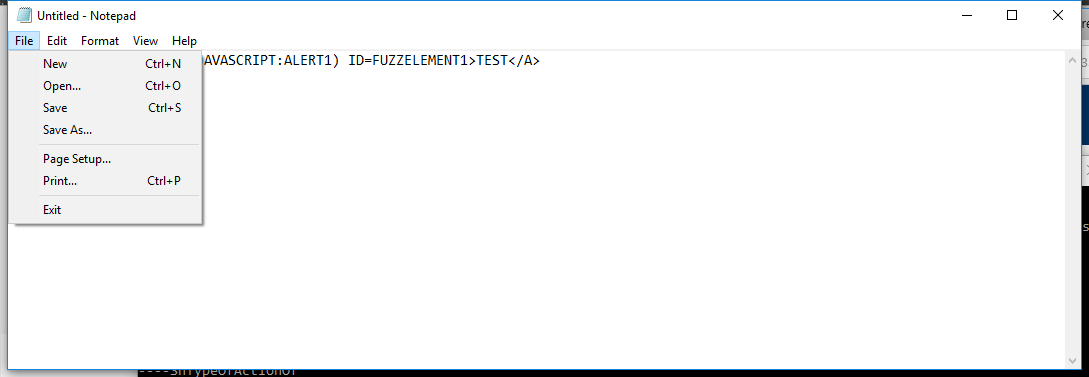 Untitled - Notepad
File Edit Format View Help
AVASCRIPT:ALERT1) ID=FUZZELEMENT1>TEST</A>
New Ctrl+N
Open... Ctrl+O
Save Ctrl+S
Save As...
Page Setup...
Print... Ctrl+P
Exit